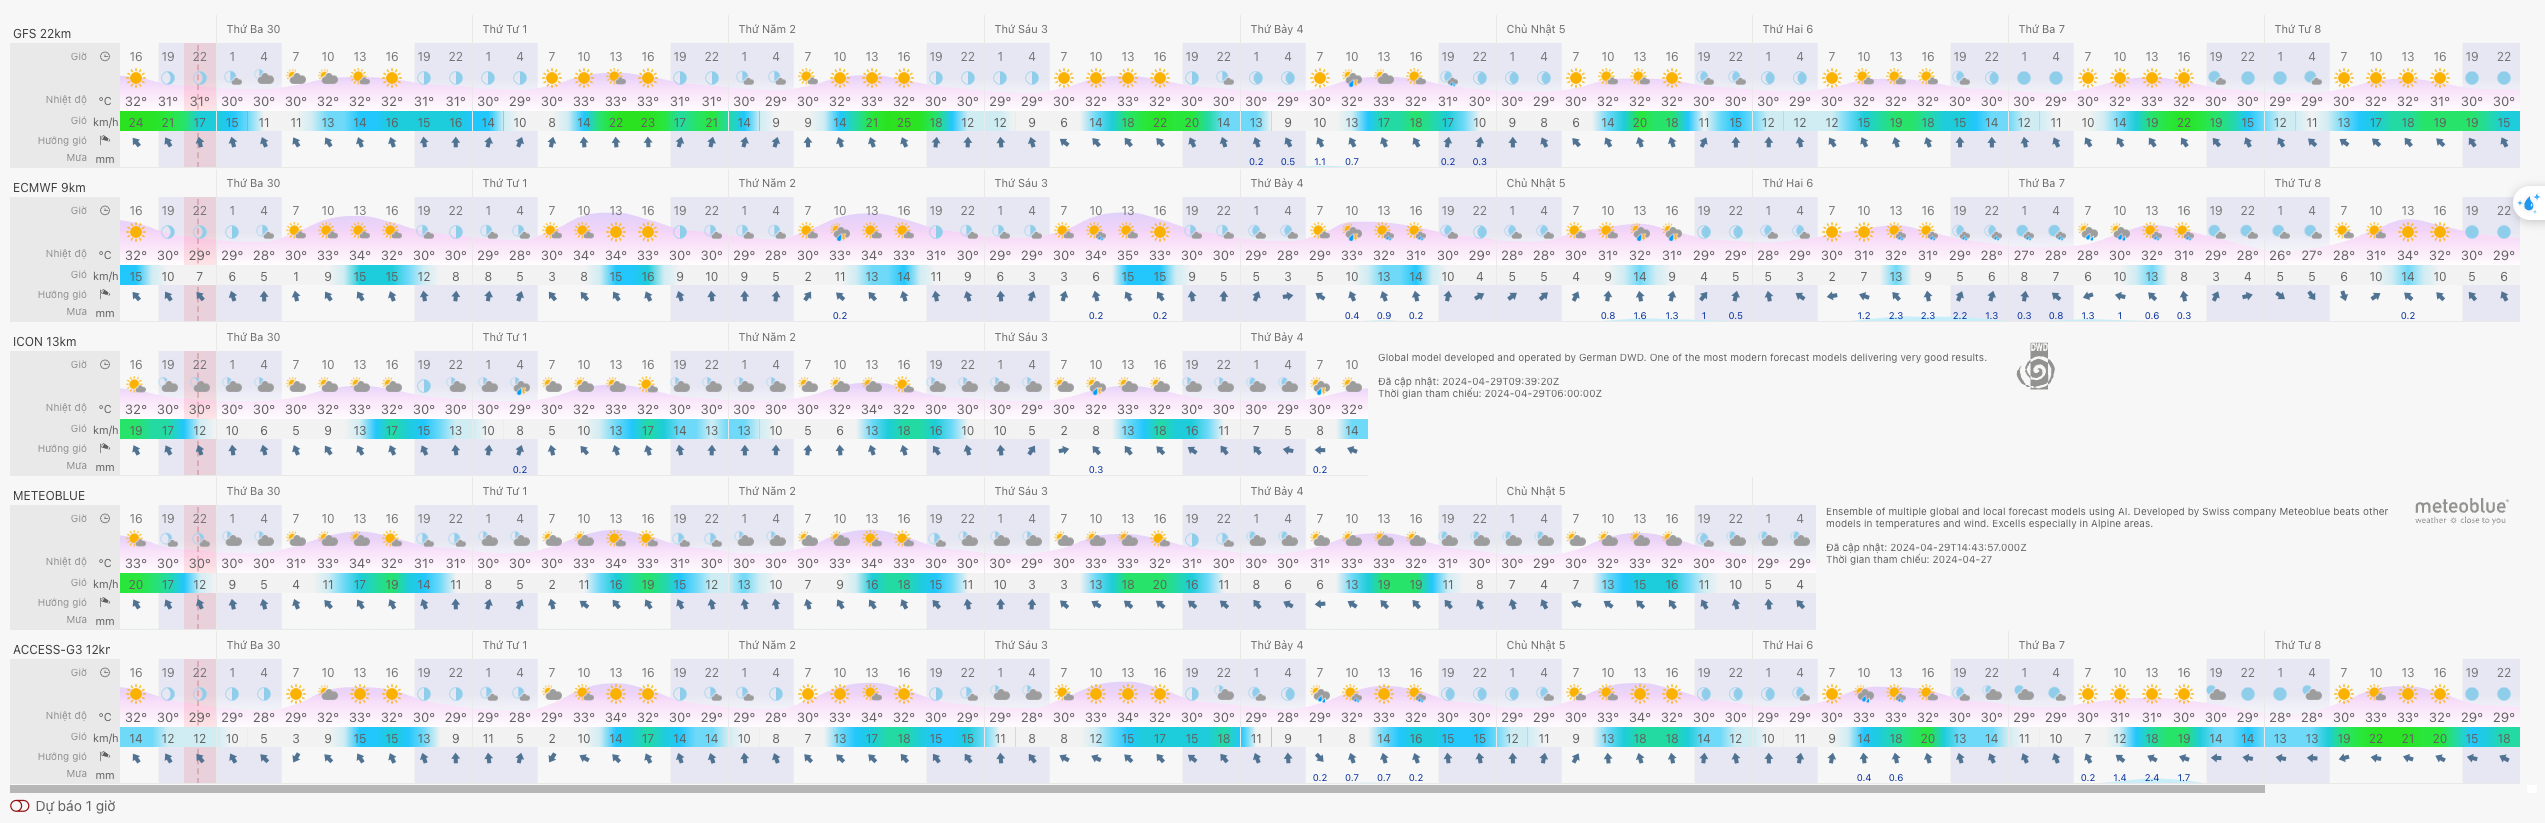 Thứ Ba 30 Thứ Tư 1 Thứ Năm 2 Thứ Sáu 3 Thứ Bảy 4 Chủ Nhật 5 Thứ Hai 6 Thứ Ba 7 Thứ Tư 8
GFS 22km
Giờ 16 19 22 1 4 7 10 13 16 19 22 1 4 7 10 13 16 19 22 1 4 7 10 13 16 19 22 1 4 7 10 13 16 19 22 1 4 7 10 13 16 19 22 1 4 7 10 13 16 19 22 1 4 7 10 13 16 19 22 1 4 7 10 13 16 19 22 1 4 7 10 13 16 19 22
Nhiệt độ °C 32° 31° 31° 30° 30° 30° 32° 32° 32° 31° 31° 30° 29° 30° 33° 33° 33° 31° 31° 30° 29° 30° 32° 33° 32° 30° 30° 29° 29° 30° 32° 33° 32° 30° 30° 30° 29° 30° 32° 33° 32° 31° 30° 30° 29° 30° 32° 32° 32° 30° 30° 30° 29° 30° 32° 32° 32° 30° 30° 30° 30° 30° 32° 33° 32° 30° 30° 29° 29° 30° 32° 32° 31° 30° 30°
Gió km/h 24 21 17 15 11 11 13 14 16 15 16 14 10 8 14 22 23 17 21 14 9 9 14 21 25 18 12 12 9 6 14 18 22 20 14 13 9 10 13 17 18 17 10 9 8 6 14 20 18 11 15 12 12 12 15 19 18 15 14 12 11 10 14 19 22 19 15 12 11 13 17 18 19 19 15
Hướng gió
Mưa mm 0.2 0.5 1.1 0.7 0.2 0.3
Thứ Ba 30 Thứ Tư 1 Thứ Năm 2 Thứ Sáu 3 Thứ Bảy 4 Chủ Nhật 5 Thứ Hai 6 Thứ Ba 7 Thứ Tư 8
ECMWF 9km
Giờ 16 19 22 1 4 7 10 13 16 19 22 1 4 7 10 13 16 19 22 1 4 7 10 13 16 19 22 1 4 7 10 13 16 19 22 1 4 7 10 13 16 19 22 1 4 7 10 13 16 19 22 1 4 7 10 13 16 19 22 1 4 7 10 13 16 19 22 1 4 7 10 13 16 19 22
Nhiệt độ °C 32° 30° 29° 29° 28° 30° 33° 34° 32° 30° 30° 29° 28° 30° 34° 34° 33° 30° 30° 29° 28° 30° 34° 34° 33° 31° 30° 29° 29° 30° 34° 35° 33° 30° 30° 29° 28° 29° 33° 32° 31° 30° 30° 29° 28° 30° 31° 32° 31° 29° 29° 28° 29° 30° 31° 32° 31° 29° 28° 27° 27° 28° 30° 32° 31° 29° 28° 26° 27° 28° 31° 34° 32° 30° 29°
Gió km/h 15 10 7 6 5 1 9 15 15 12 8 8 5 3 8 15 16 9 10 9 5 2 11 13 14 11 9 6 3 3 6 15 15 9 5 5 3 5 10 13 14 10 4 5 5 4 9 14 9 4 5 5 3 2 7 13 9 5 6 8 7 6 10 13 8 3 4 5 5 6 10 14 10 5 6
Hướng gió
Mưa mm 0.2 0.2 0.2 0.4 0.9 0.2 0.8 1.6 1.3 1 0.5 1.2 2.3 2.3 2.2 1.3 0.3 0.8 1.3 1 0.6 0.3 0.2
Thứ Ba 30 Thứ Tư 1 Thứ Năm 2 Thứ Sáu 3 Thứ Bảy 4
ICON 13km
Giờ 16 19 22 1 4 7 10 13 16 19 22 1 4 7 10 13 16 19 22 1 4 7 10 13 16 19 22 1 4 7 10 13 16 19 22 1 4 7 10
Nhiệt độ °C 32° 30° 30° 30° 30° 30° 32° 33° 32° 30° 30° 30° 29° 30° 32° 33° 32° 30° 30° 30° 30° 30° 32° 34° 32° 30° 30° 30° 30° 30° 32° 33° 32° 30° 30° 30° 29° 30° 32°
Gió km/h 19 17 12 10 6 5 9 13 17 15 13 10 8 5 10 13 17 14 13 13 10 5 6 13 18 16 10 10 5 2 8 13 18 16 11 7 5 8 14
Hướng gió
Mưa mm 0.2 0.3 0.2
Global model developed and operated by German DWD. One of the most modern forecast models delivering very good results.
Đã cập nhật: 2024-04-29T09:39:20Z
Thời gian tham chiếu: 2024-04-29T06:00:00Z
DWD
Thứ Ba 30 Thứ Tư 1 Thứ Năm 2 Thứ Sáu 3 Thứ Bảy 4 Chủ Nhật 5
METEOBLUE
Giờ 16 19 22 1 4 7 10 13 16 19 22 1 4 7 10 13 16 19 22 1 4 7 10 13 16 19 22 1 4 7 10 13 16 19 22 1 4 7 10 13 16 19 22 1 4 7 10 13 16 19 22 1 4
Nhiệt độ °C 33° 30° 30° 30° 30° 31° 33° 34° 32° 31° 30° 30° 29° 30° 33° 34° 33° 31° 30° 30° 30° 30° 33° 34° 33° 30° 30° 30° 29° 30° 33° 33° 32° 30° 30° 30° 30° 31° 33° 33° 32° 30° 30° 30° 29° 30° 32° 33° 32° 30° 30° 29° 29°
Gió km/h 20 17 12 9 5 4 11 17 19 14 11 8 5 2 11 16 19 15 12 13 10 7 9 16 18 15 11 10 3 3 13 18 20 16 11 8 6 6 13 19 19 11 8 7 4 7 13 15 16 11 10 5 4
Hướng gió
Mưa mm
Ensemble of multiple global and local forecast models using AI. Developed by Swiss company Meteoblue beats other
models in temperatures and wind. Excells especially in Alpine areas.
Đã cập nhật: 2024-04-29T14:43:57.000Z
Thời gian tham chiếu: 2024-04-27
meteoblue®
weather close to you
Thứ Ba 30 Thứ Tư 1 Thứ Năm 2 Thứ Sáu 3 Thứ Bảy 4 Chủ Nhật 5 Thứ Hai 6 Thứ Ba 7 Thứ Tư 8
ACCESS-G3 12kr
Giờ 16 19 22 1 4 7 10 13 16 19 22 1 4 7 10 13 16 19 22 1 4 7 10 13 16 19 22 1 4 7 10 13 16 19 22 1 4 7 10 13 16 19 22 1 4 7 10 13 16 19 22 1 4 7 10 13 16 19 22 1 4 7 10 13 16 19 22 1 4 7 10 13 16 19 22
Nhiệt độ °C 32° 30° 29° 29° 28° 29° 32° 33° 32° 30° 29° 29° 28° 29° 33° 34° 32° 30° 29° 29° 28° 30° 33° 34° 32° 30° 29° 29° 29° 30° 33° 34° 32° 30° 30° 29° 28° 29° 32° 33° 32° 30° 30° 29° 29° 30° 33° 34° 32° 30° 30° 29° 29° 30° 33° 33° 32° 30° 30° 29° 29° 30° 31° 31° 30° 29° 29° 28° 28° 30° 33° 33° 32° 29° 29°
Gió km/h 14 12 12 10 5 3 9 15 15 13 9 11 5 2 10 14 17 14 14 10 8 7 13 17 18 15 15 11 8 8 12 15 17 15 18 11 9 1 8 14 16 15 15 12 11 9 13 18 18 14 12 10 11 9 14 18 20 13 14 11 10 7 12 18 19 14 14 13 13 19 22 21 20 15 18
Hướng gió
Mưa mm 0.2 0.7 0.7 0.2 0.4 0.6 0.2 1.4 2.4 1.7
Dự báo 1 giờ